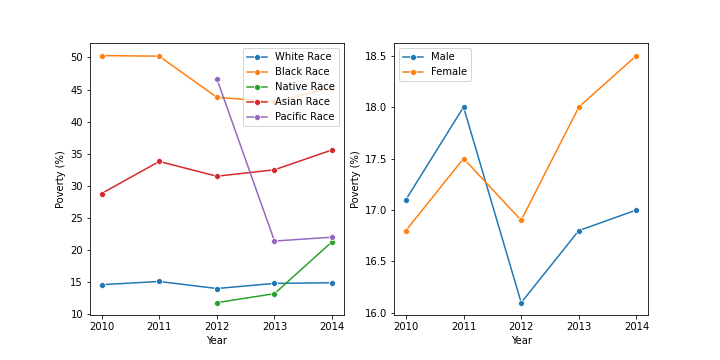 50
45
40
35
30
25
20
15
10
Poverty (%)
2010 2011 2012 2013 2014
Year
White Race
Black Race
Native Race
Asian Race
Pacific Race
18.5
18.0
17.5
17.0
16.5
16.0
Poverty (%)
2010 2011 2012 2013 2014
Year
Male
Female